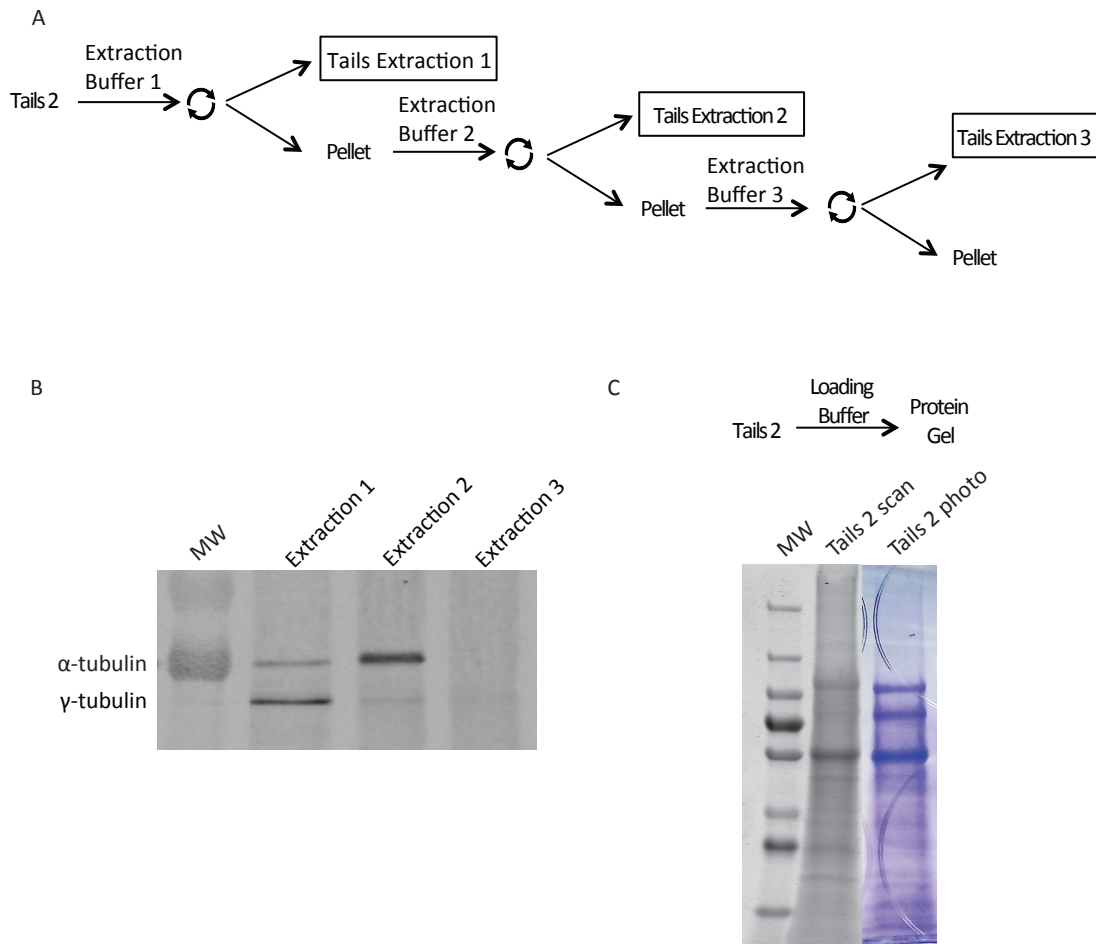 A
Tails 2
Extraction
Buffer 1
Tails Extraction 1
Pellet
Extraction
Buffer 2
Tails Extraction 2
Pellet
Extraction
Buffer 3
Tails Extraction 3
Pellet
B
MW
Extraction 1
Extraction 2
Extraction 3
α-tubulin
γ-tubulin
C
Tails 2
Loading
Buffer
Protein
Gel
MW
Tails 2 scan
Tails 2 photo